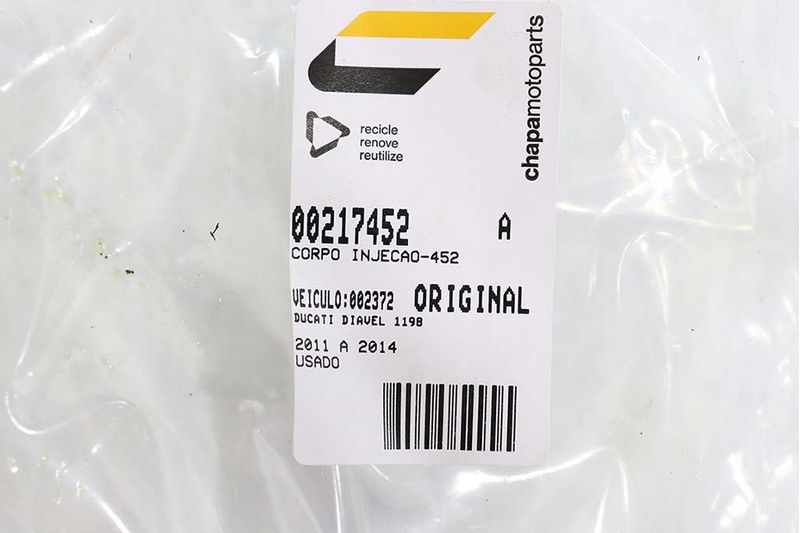 chapamotoparts
recicle
renove
reutilize
00217452 A
CORPO INJECAO-452
VEICULO:002372 ORIGINAL
DUCATI DIAVEL 1198
2011 A 2014
USADO